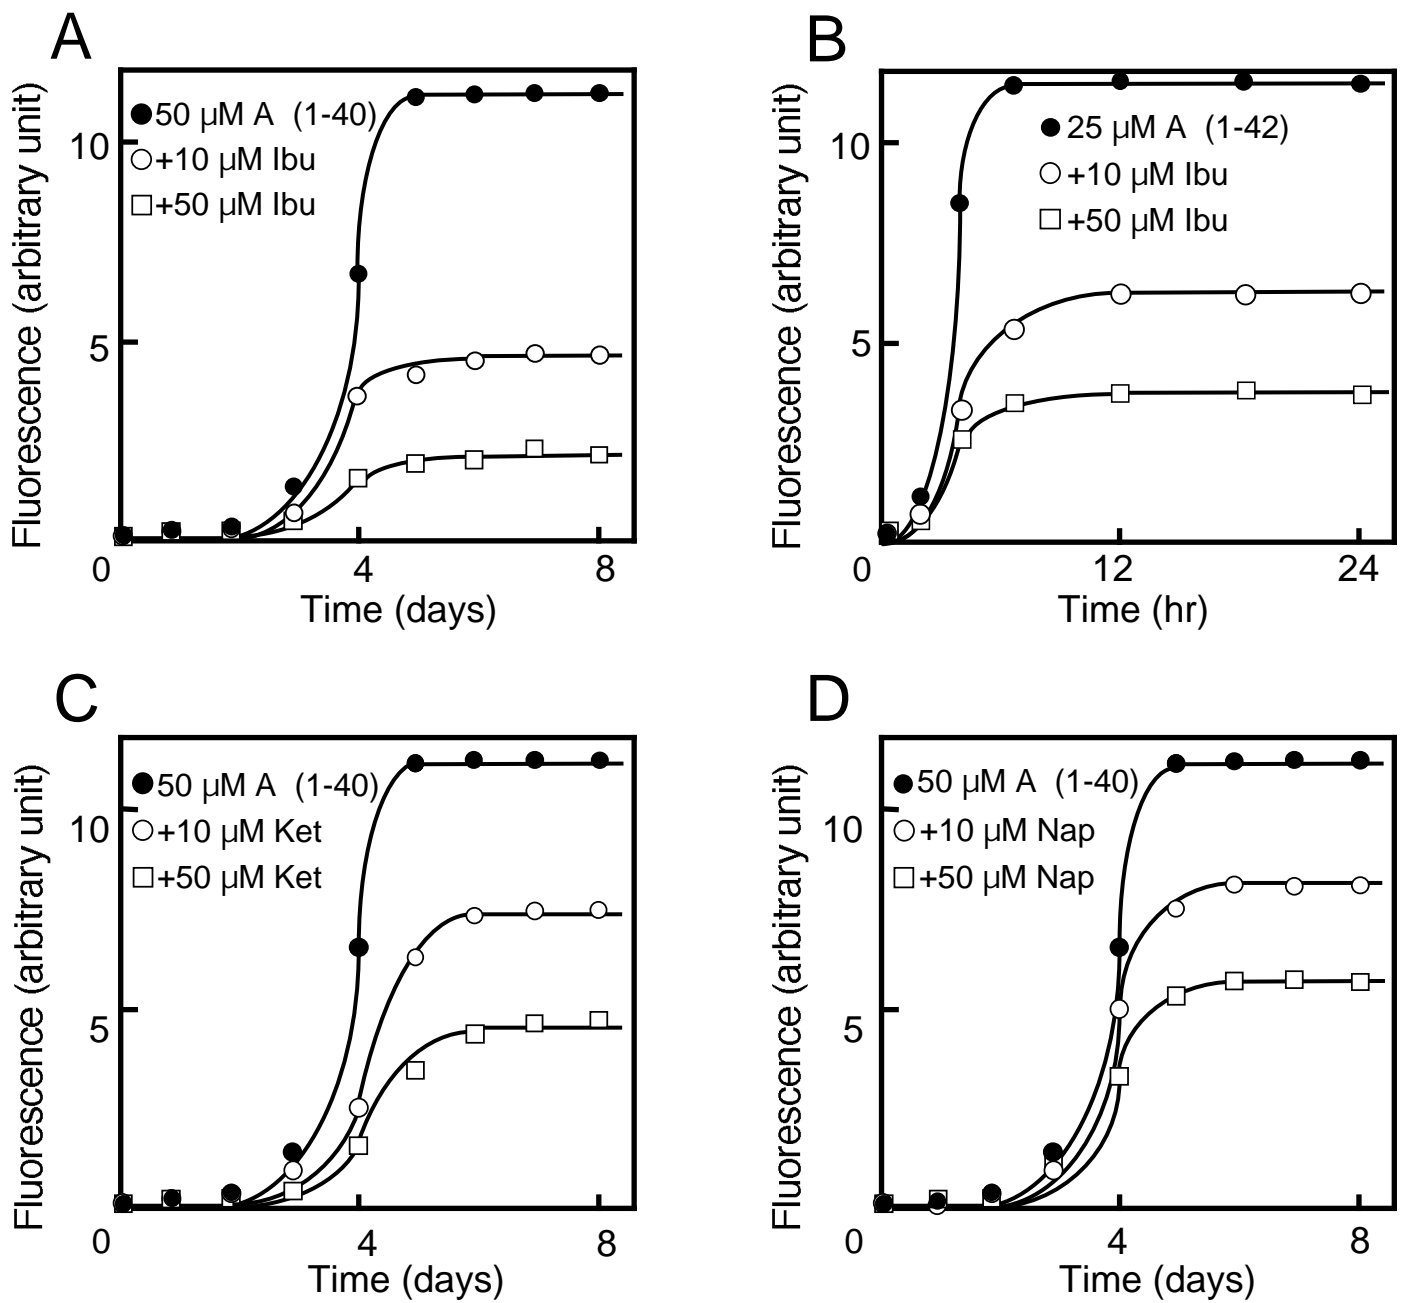 A
Fluorescence (arbitrary unit)
50 µM A (1-40)
+10 µM Ibu
+50 µM Ibu
10
5
0
4
8
Time (days)
B
Fluorescence (arbitrary unit)
25 µM A (1-42)
+10 µM Ibu
+50 µM Ibu
10
5
0
12
24
Time (hr)
C
Fluorescence (arbitrary unit)
50 µM A (1-40)
+10 µM Ket
+50 µM Ket
10
5
0
4
8
Time (days)
D
Fluorescence (arbitrary unit)
50 µM A (1-40)
+10 µM Nap
+50 µM Nap
10
5
0
4
8
Time (days)